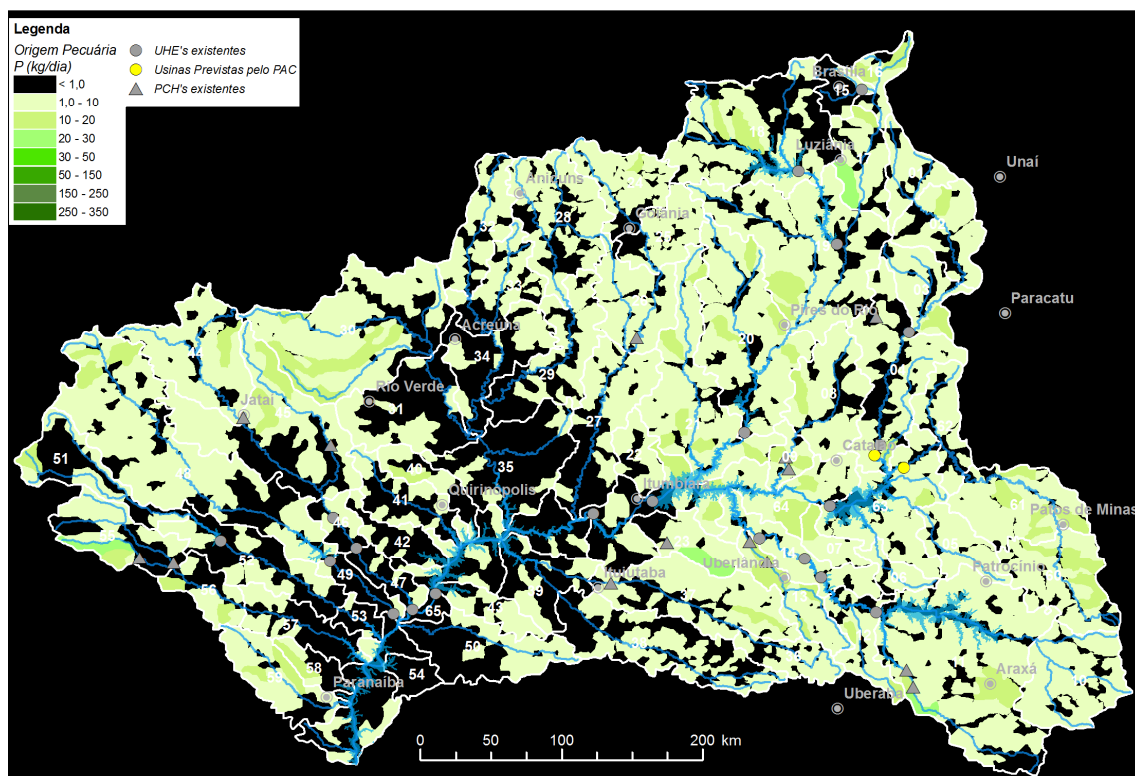 Legenda
Origem Pecuária
P (kg/dia)
< 1,0
1,0 - 10
10 - 20
20 - 30
30 - 50
50 - 150
150 - 250
250 - 350
UHE's existentes
Usinas Previstas pelo PAC
PCH's existentes
Brasília
15
Luziânia
Unaí
Anicuns
28
Goiânia
Paracatu
Pires do Rio
Acreúna
34
20
29
Rio Verde
Jataí
27
51
Catalão
35
Quirinópolis
41
Itumbiara
Patos de Minas
42
23
64
07
Uberlândia
Patrocínio
Ituiutaba
49
47
65
53
57
50
58
54
Paranaíba
Araxá
Uberaba
0 50 100 200 km